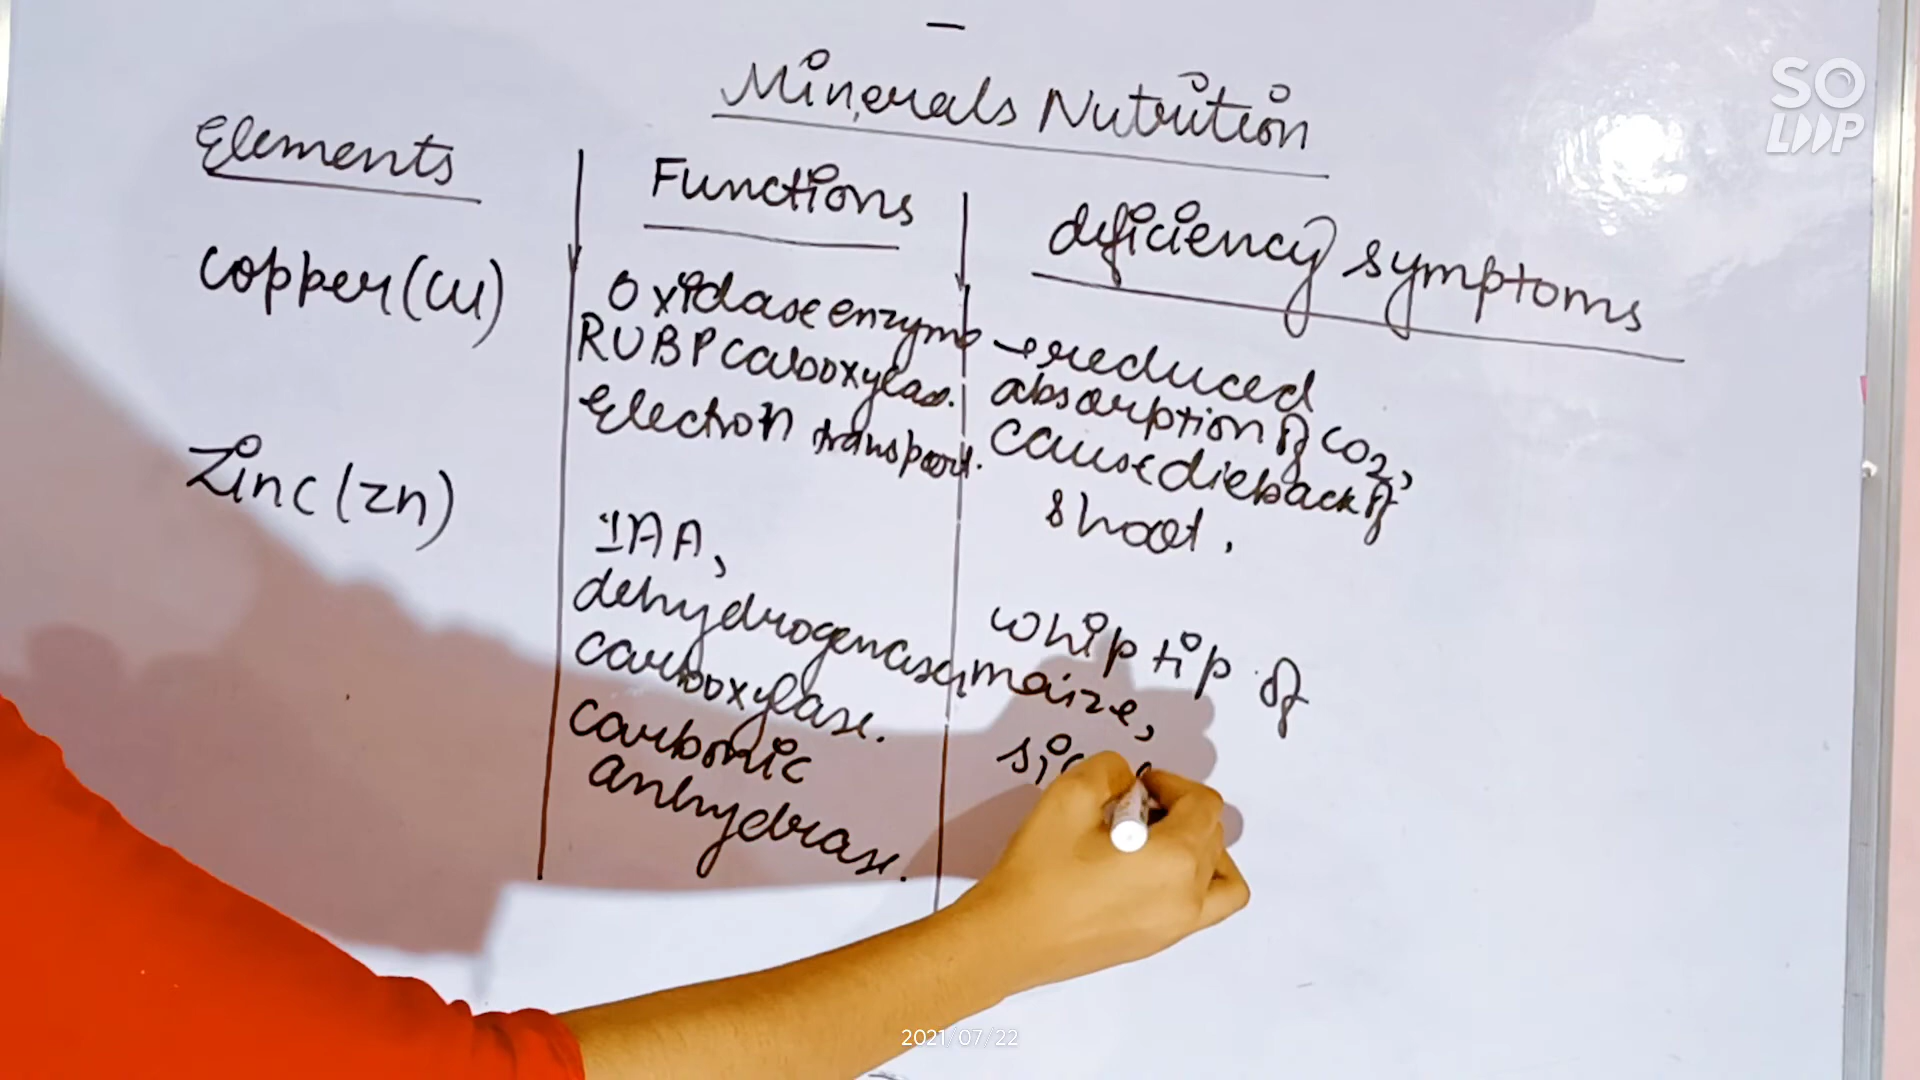 Minerals Nutrition
Elements
Functions
deficiency symptoms
Copper (Cu)
Oxidase enzyme
RUBP carboxylase.
Electron transport.
→ reduced
absorption of CO2,
cause dieback of
shoot.
Zinc (Zn)
IAA,
dehydrogenase,
carboxylase.
carbonic
anhydrase.
whip tip of
maize,
SOLOOP
2021/07/22